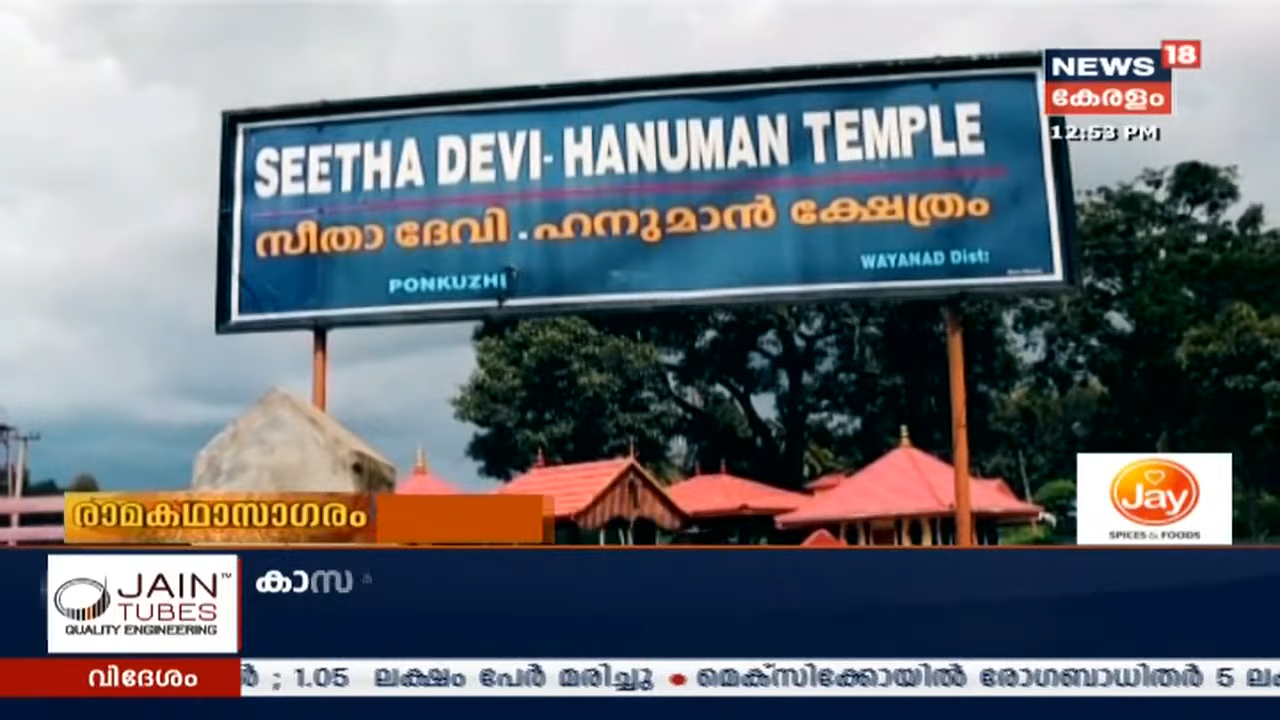 NEWS 18
കേരളം
12:53 PM
SEETHA DEVI- HANUMAN TEMPLE
സീതാ ദേവി . ഹനുമാൻ ക്ഷേത്രം
PONKUZHI
WAYANAD Dist:
രാമകഥാസാഗരം
Jay
SPICES & FOODS
JAIN TUBES™
QUALITY ENGINEERING
കാസ
വിദേശം
ർ ; 1.05 ലക്ഷം പേർ മരിച്ചു • മെക്സിക്കോയിൽ രോഗബാധിതർ 5